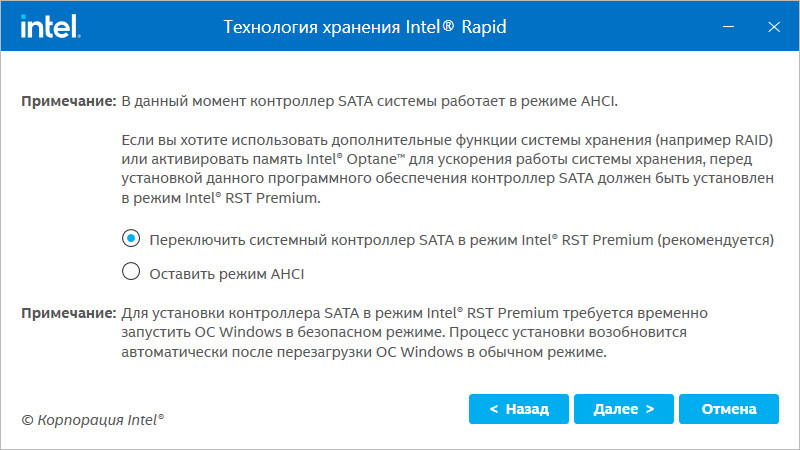 intel.
Технология хранения Intel® Rapid
Примечание: В данный момент контроллер SATA системы работает в режиме AHCI.
Если вы хотите использовать дополнительные функции системы хранения (например RAID)
или активировать память Intel® Optane™ для ускорения работы системы хранения, перед
установкой данного программного обеспечения контроллер SATA должен быть установлен
в режим Intel® RST Premium.
Переключить системный контроллер SATA в режим Intel® RST Premium (рекомендуется)
Оставить режим AHCI
Примечание: Для установки контроллера SATA в режим Intel® RST Premium требуется временно
запустить ОС Windows в безопасном режиме. Процесс установки возобновится
автоматически после перезагрузки ОС Windows в обычном режиме.
© Корпорация Intel®
< Назад
Далее >
Отмена